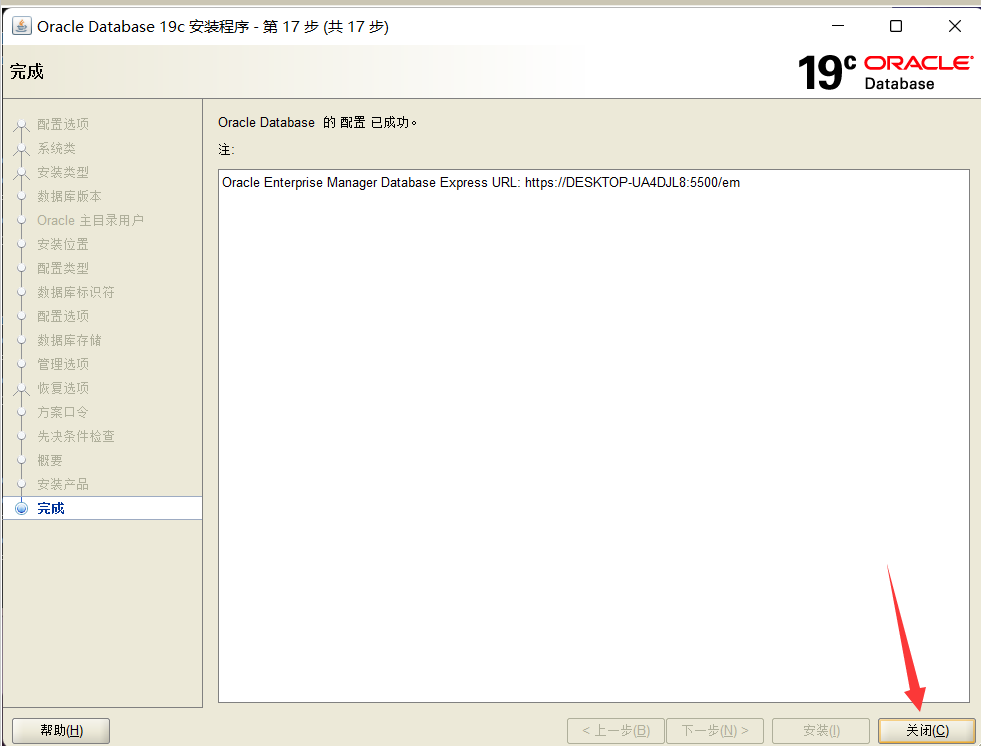 Oracle Database 19c 安装程序 - 第 17 步 (共 17 步)
完成
19c ORACLE
Database
配置选项
系统类
安装类型
数据库版本
Oracle 主目录用户
安装位置
配置类型
数据库标识符
配置选项
数据库存储
管理选项
恢复选项
方案口令
先决条件检查
概要
安装产品
完成
Oracle Database 的 配置 已成功。
注:
Oracle Enterprise Manager Database Express URL: https://DESKTOP-UA4DJL8:5500/em
帮助(H)
< 上一步(B)
下一步(N) >
安装(I)
关闭(C)